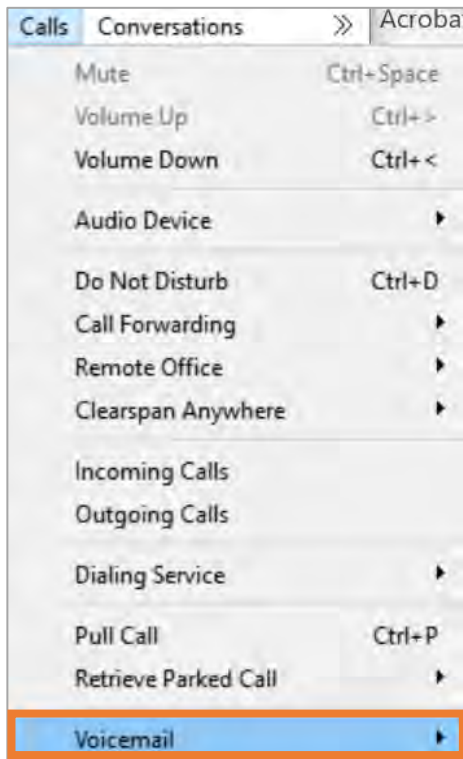 Calls Conversations » Acroba
Mute Ctrl+Space
Volume Up Ctrl+>
Volume Down Ctrl+<
Audio Device
Do Not Disturb Ctrl+D
Call Forwarding
Remote Office
Clearspan Anywhere
Incoming Calls
Outgoing Calls
Dialing Service
Pull Call Ctrl+P
Retrieve Parked Call
Voicemail